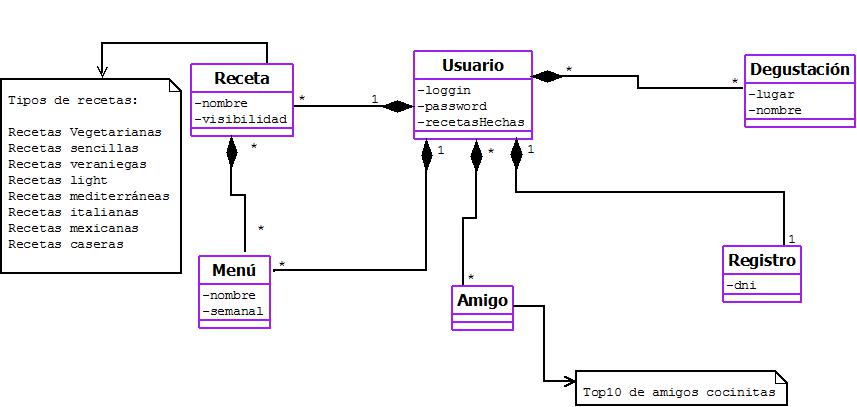 Tipos de recetas:
Recetas Vegetarianas
Recetas sencillas
Recetas veraniegas
Recetas light
Recetas mediterráneas
Recetas italianas
Recetas mexicanas
Recetas caseras
Receta
-nombre
-visibilidad
*
1
*
*
Usuario
-loggin
-password
-recetasHechas
*
*
1
*
1
Degustación
-lugar
-nombre
Menú
-nombre
-semanal
*
Amigo
*
Registro
-dni
1
Top10 de amigos cocinitas